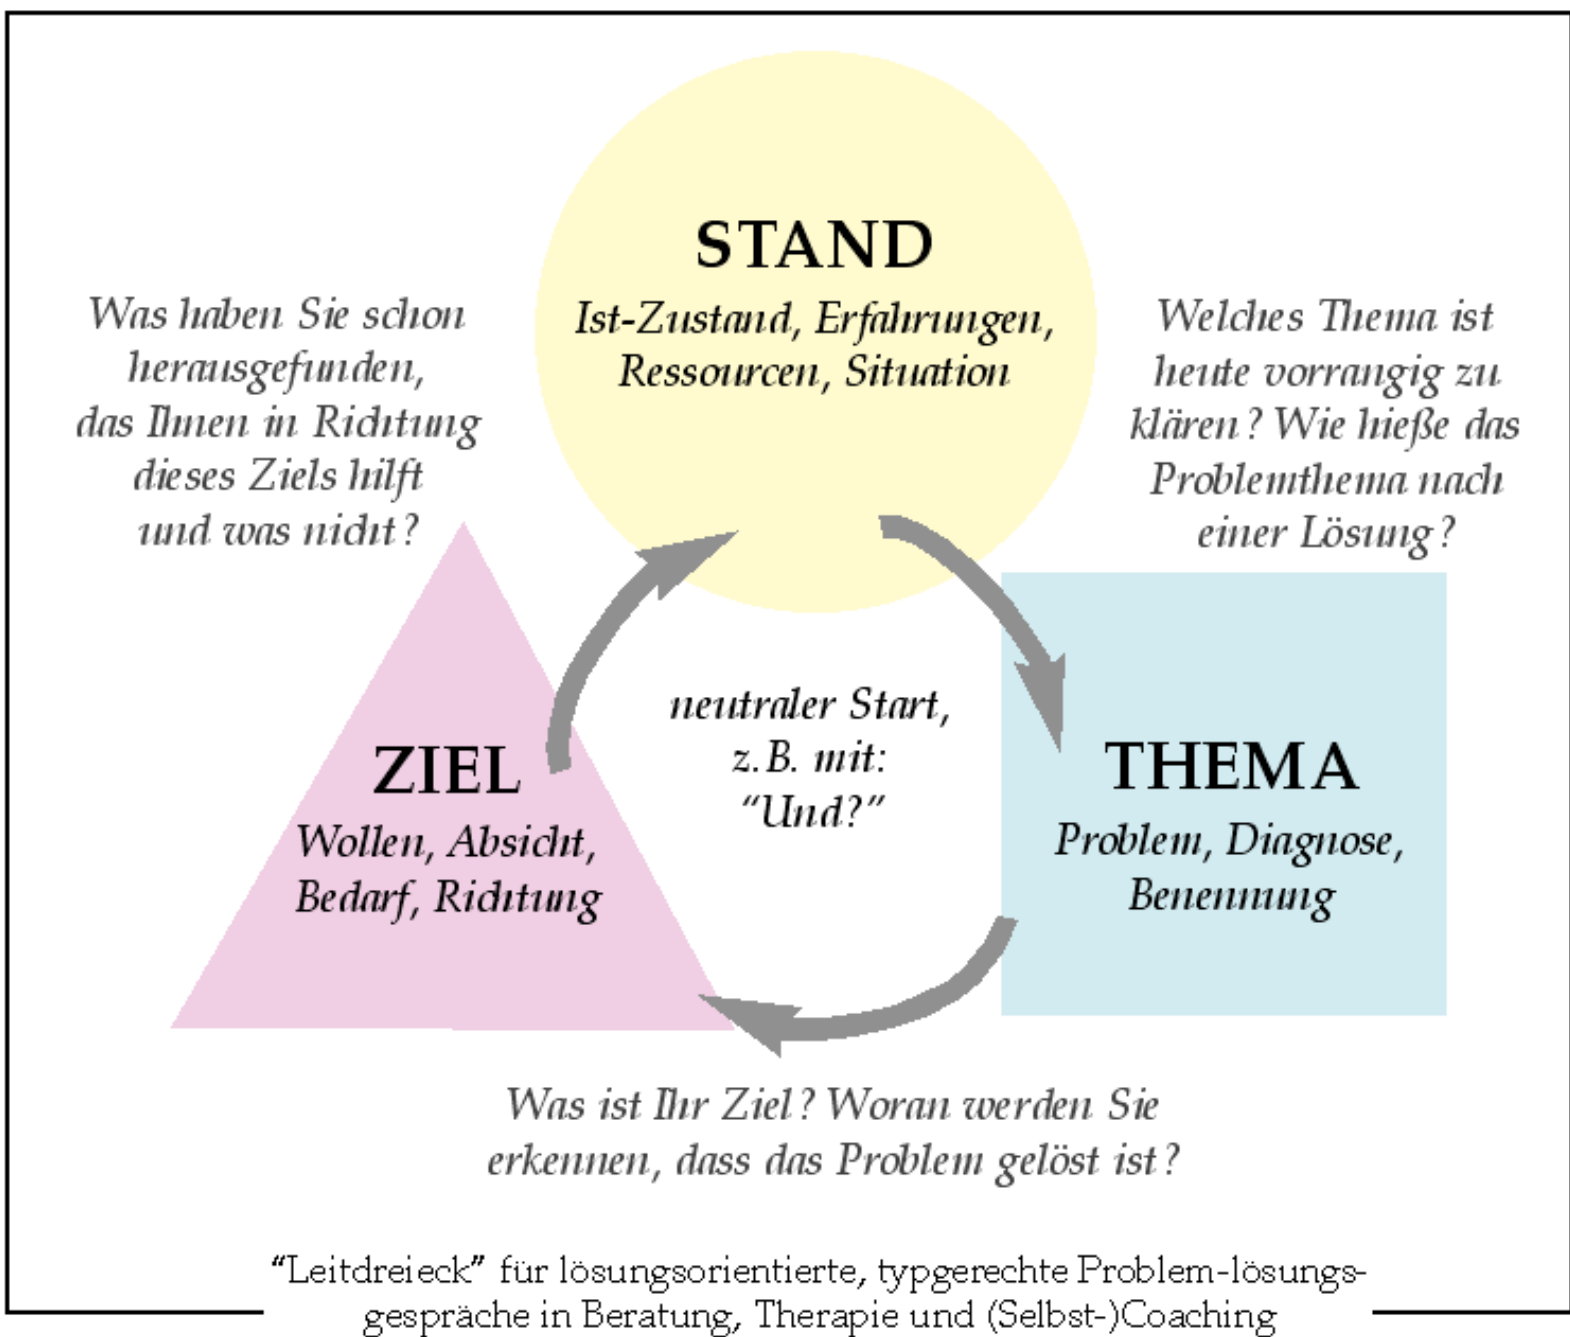 STAND
Ist-Zustand, Erfahrungen,
Ressourcen, Situation
Was haben Sie schon
herausgefunden,
das Ihnen in Richtung
dieses Ziels hilft
und was nicht?
Welches Thema ist
heute vorrangig zu
klären? Wie hieße das
Problemthema nach
einer Lösung?
neutraler Start,
z.B. mit:
“Und?”
ZIEL
Wollen, Absicht,
Bedarf, Richtung
THEMA
Problem, Diagnose,
Benennung
Was ist Ihr Ziel? Woran werden Sie
erkennen, dass das Problem gelöst ist?
“Leitdreieck” für lösungsorientierte, typgerechte Problem-lösungs-
gespräche in Beratung, Therapie und (Selbst-)Coaching